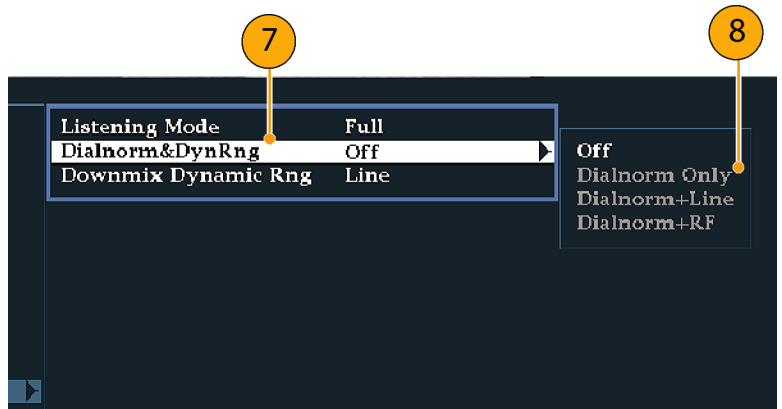 7
8
Listening Mode Full
Dialnorm&DynRng Off
Downmix Dynamic Rng Line
Off
Dialnorm Only
Dialnorm+Line
Dialnorm+RF